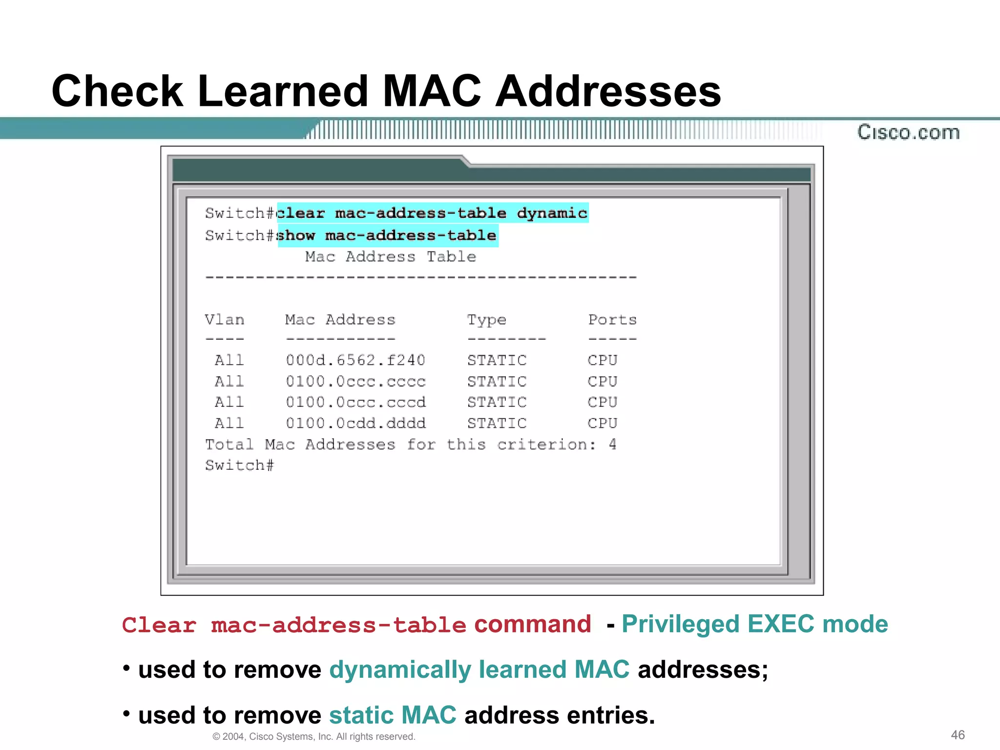 Check Learned MAC Addresses
Cisco.com
Switch#clear mac-address-table dynamic
Switch#show mac-address-table
Mac Address Table
-------------------------------------------
Vlan Mac Address Type Ports
---- ----------- -------- -----
All 000d.6562.f240 STATIC CPU
All 0100.0ccc.cccc STATIC CPU
All 0100.0ccc.cccd STATIC CPU
All 0100.0cdd.dddd STATIC CPU
Total Mac Addresses for this criterion: 4
Switch#
Clear mac-address-table command - Privileged EXEC mode
• used to remove dynamically learned MAC addresses;
• used to remove static MAC address entries.
© 2004, Cisco Systems, Inc. All rights reserved.
46